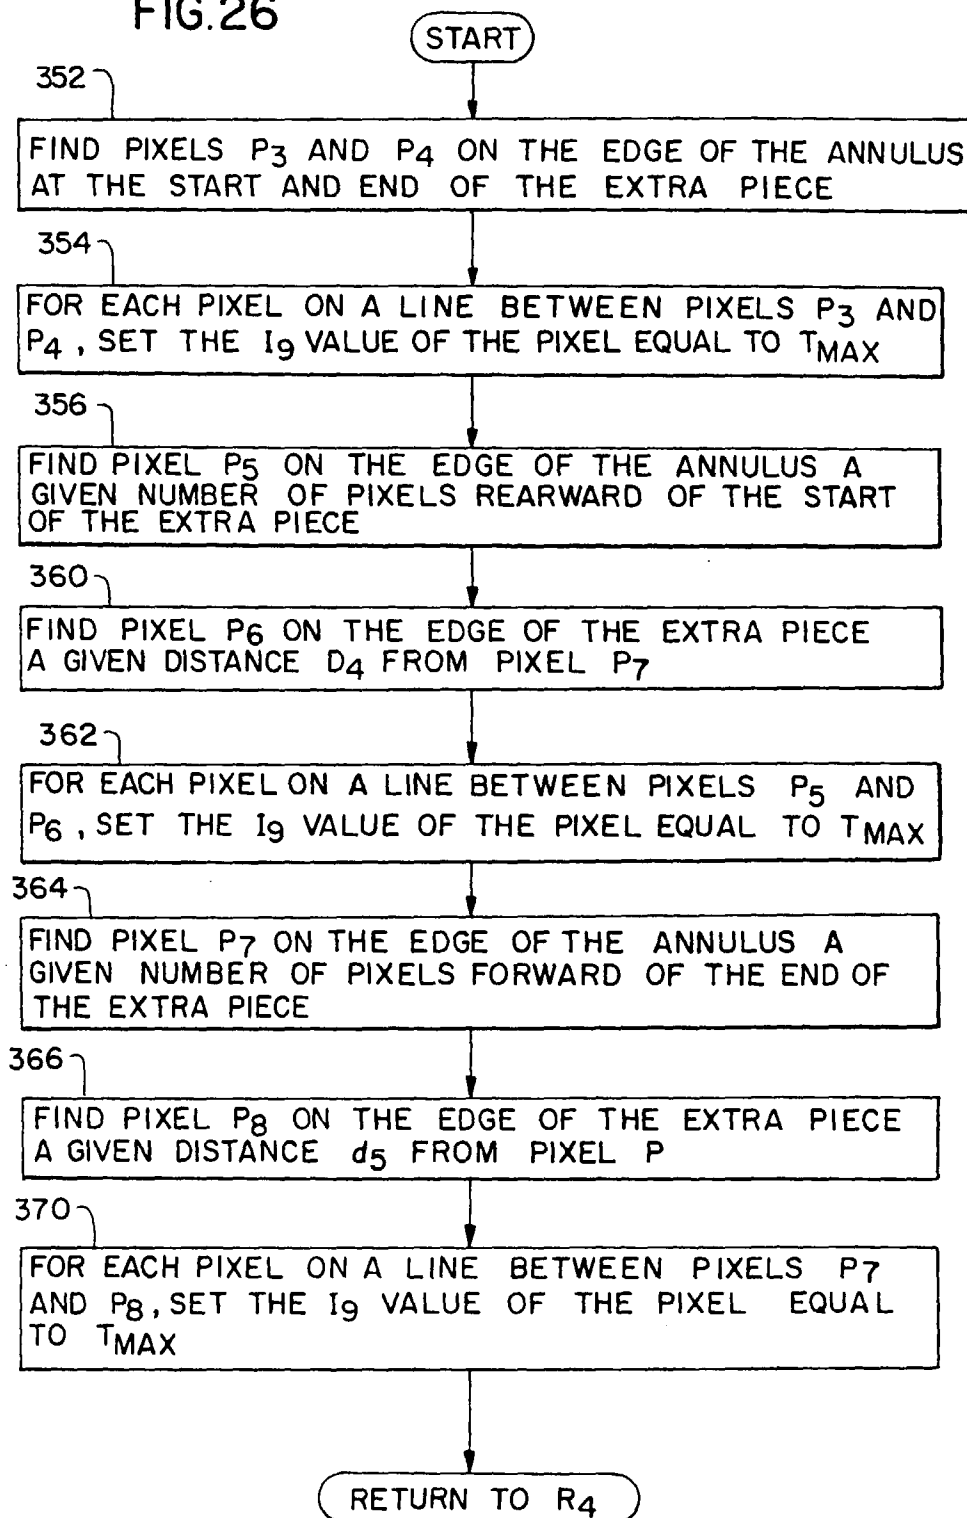 FIG.26
START
352
FIND PIXELS P3 AND P4 ON THE EDGE OF THE ANNULUS
AT THE START AND END OF THE EXTRA PIECE
354
FOR EACH PIXEL ON A LINE BETWEEN PIXELS P3 AND
P4, SET THE I9 VALUE OF THE PIXEL EQUAL TO TMAX
356
FIND PIXEL P5 ON THE EDGE OF THE ANNULUS A
GIVEN NUMBER OF PIXELS REARWARD OF THE START
OF THE EXTRA PIECE
360
FIND PIXEL P6 ON THE EDGE OF THE EXTRA PIECE
A GIVEN DISTANCE D4 FROM PIXEL P7
362
FOR EACH PIXEL ON A LINE BETWEEN PIXELS P5 AND
P6, SET THE I9 VALUE OF THE PIXEL EQUAL TO TMAX
364
FIND PIXEL P7 ON THE EDGE OF THE ANNULUS A
GIVEN NUMBER OF PIXELS FORWARD OF THE END OF
THE EXTRA PIECE
366
FIND PIXEL P8 ON THE EDGE OF THE EXTRA PIECE
A GIVEN DISTANCE d5 FROM PIXEL P
370
FOR EACH PIXEL ON A LINE BETWEEN PIXELS P7
AND P8, SET THE I9 VALUE OF THE PIXEL EQUAL
TO TMAX
RETURN TO R4